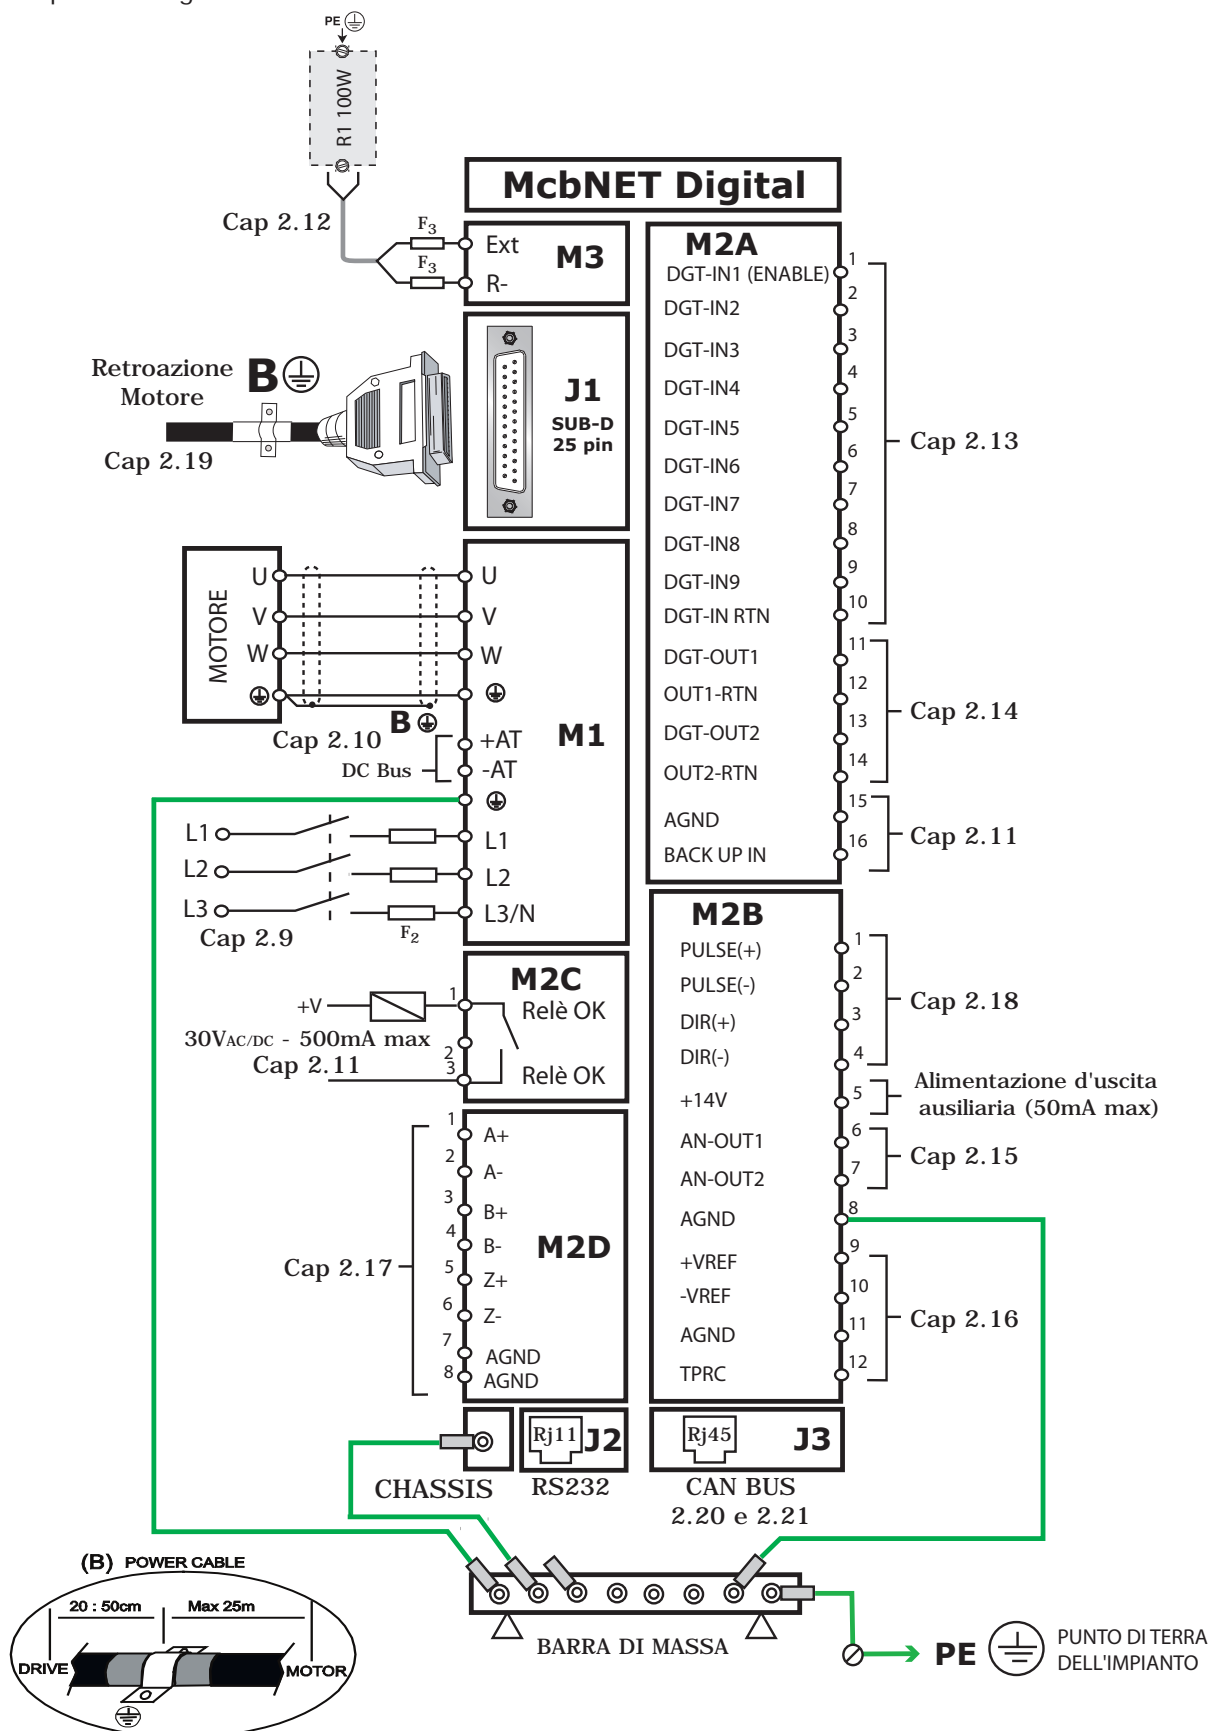 PE
R1 100W
McbNET Digital
Cap 2.12
F3
F3
Ext
R-
M3
M2A
DGT-IN1 (ENABLE) 1
DGT-IN2 2
DGT-IN3 3
DGT-IN4 4
DGT-IN5 5
DGT-IN6 6
DGT-IN7 7
DGT-IN8 8
DGT-IN9 9
DGT-IN RTN 10
Cap 2.13
DGT-OUT1 11
OUT1-RTN 12
DGT-OUT2 13
OUT2-RTN 14
Cap 2.14
AGND 15
BACK UP IN 16
Cap 2.11
Retroazione
Motore
B
Cap 2.19
J1
SUB-D
25 pin
MOTORE
U
V
W
U
V
W
B
Cap 2.10
M1
+AT
-AT
DC Bus
L1
L2
L3
L1
L2
L3/N
F2
Cap 2.9
M2C
+V
1
Relè OK
30VAC/DC - 500mA max
2
Cap 2.11
3
Relè OK
M2B
PULSE(+) 1
PULSE(-) 2
DIR(+) 3
DIR(-) 4
Cap 2.18
+14V 5
Alimentazione d'uscita
ausiliaria (50mA max)
AN-OUT1 6
AN-OUT2 7
Cap 2.15
AGND 8
+VREF 9
-VREF 10
AGND 11
TPRC 12
Cap 2.16
M2D
1 A+
2 A-
3 B+
4 B-
5 Z+
6 Z-
7 AGND
8 AGND
Cap 2.17
CHASSIS
Rj11
J2
RS232
Rj45
J3
CAN BUS
2.20 e 2.21
(B) POWER CABLE
20 : 50cm
Max 25m
DRIVE
MOTOR
BARRA DI MASSA
PE
PUNTO DI TERRA
DELL'IMPIANTO